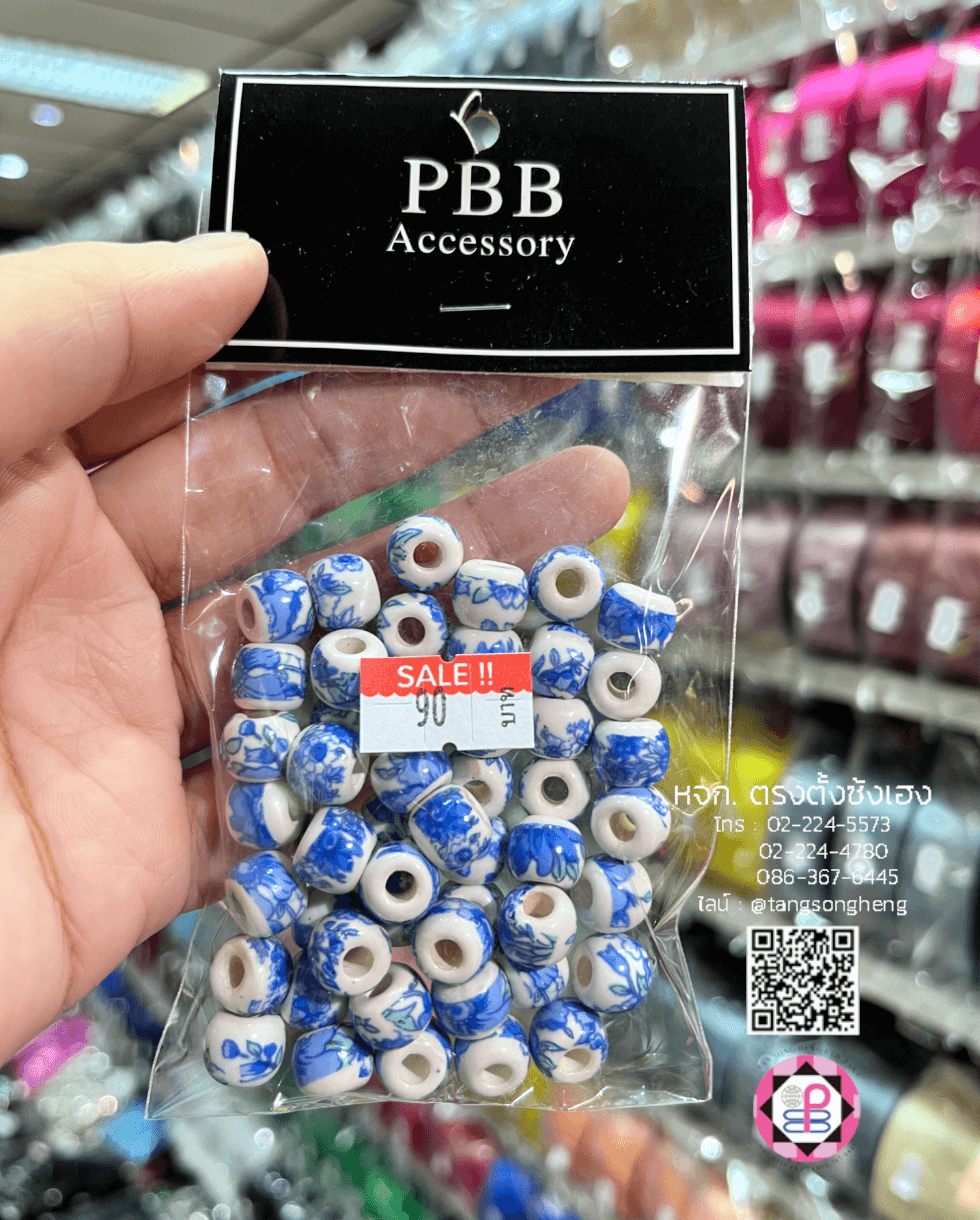 PBB
Accessory
SALE !!
90 บาท
หจก. ตรงตั้งซ้งเฮง
โทร : 02-224-5573
02-224-4780
086-367-6445
ไลน์ : @tangsongheng